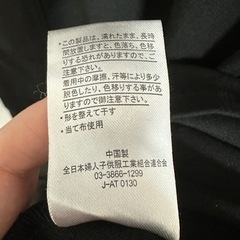 ・この製品は、濡れたまま、長時
間放置しますと、色落ち、色移
りする恐れがありますので、ご
注意下さい。
着用中の摩擦、汗等により多少
脱色したり、色移りする事があ
りますので御注意下さい。
・形を整えて干す
・当て布使用
中国製
全日本婦人子供服工業組合連合会
03-3866-1299
J-AT 0130